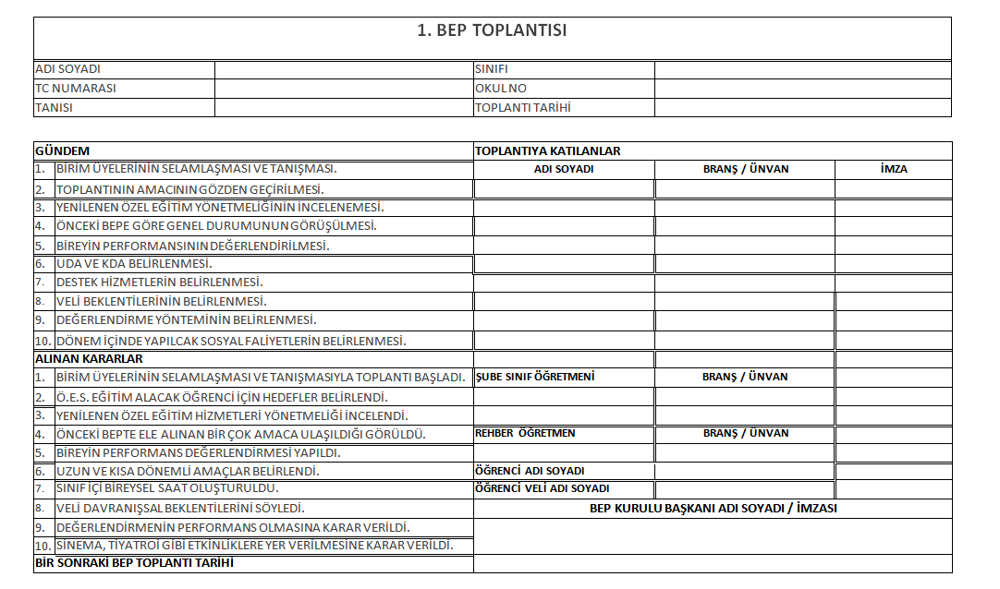 1. BEP TOPLANTISI
ADI SOYADI SINIFI
TC NUMARASI OKUL NO
TANISI TOPLANTI TARİHİ
GÜNDEM TOPLANTIYA KATILANLAR
1. BİRİM ÜYELERİNİN SELAMLAŞMASI VE TANIŞMASI. ADI SOYADI BRANŞ / ÜNVAN İMZA
2. TOPLANTININ AMACININ GÖZDEN GEÇİRİLMESİ.
3. YENİLENEN ÖZEL EĞİTİM YÖNETMELİĞİNİN İNCELENEMESİ.
4. ÖNCEKİ BEPE GÖRE GENEL DURUMUNUN GÖRÜŞÜLMESİ.
5. BİREYİN PERFORMANSININ DEĞERLENDİRİLMESİ.
6. UDA VE KDA BELİRLENMESİ.
7. DESTEK HİZMETLERİN BELİRLENMESİ.
8. VELİ BEKLENTİLERİNİN BELİRLENMESİ.
9. DEĞERLENDİRME YÖNTEMİNİN BELİRLENMESİ.
10. DÖNEM İÇİNDE YAPILCAK SOSYAL FALİYETLERİN BELİRLENMESİ.
ALINAN KARARLAR
1. BİRİM ÜYELERİNİN SELAMLAŞMASI VE TANIŞMASIYLA TOPLANTI BAŞLADI. ŞUBE SINIF ÖĞRETMENİ BRANŞ / ÜNVAN
2. Ö.E.S. EĞİTİM ALACAK ÖĞRENCİ İÇİN HEDEFLER BELİRLENDİ.
3. YENİLENEN ÖZEL EĞİTİM HİZMETLERİ YÖNETMELİĞİ İNCELENDİ.
4. ÖNCEKİ BEPTE ELE ALINAN BİR ÇOK AMACA ULAŞILDIĞI GÖRÜLDÜ. REHBER ÖĞRETMEN BRANŞ / ÜNVAN
5. BİREYİN PERFORMANS DEĞERLENDİRMESİ YAPILDI.
6. UZUN VE KISA DÖNEMLİ AMAÇLAR BELİRLENDİ. ÖĞRENCİ ADI SOYADI
7. SINIF İÇİ BİREYSEL SAAT OLUŞTURULDU. ÖĞRENCİ VELİ ADI SOYADI
8. VELİ DAVRANIŞSAL BEKLENTİLERİNİ SÖYLEDİ. BEP KURULU BAŞKANI ADI SOYADI / İMZASI
9. DEĞERLENDİRMENİN PERFORMANS OLMASINA KARAR VERİLDİ.
10. SİNEMA, TİYATROİ GİBİ ETKİNLİKLERE YER VERİLMESİNE KARAR VERİLDİ.
BİR SONRAKİ BEP TOPLANTI TARİHİ